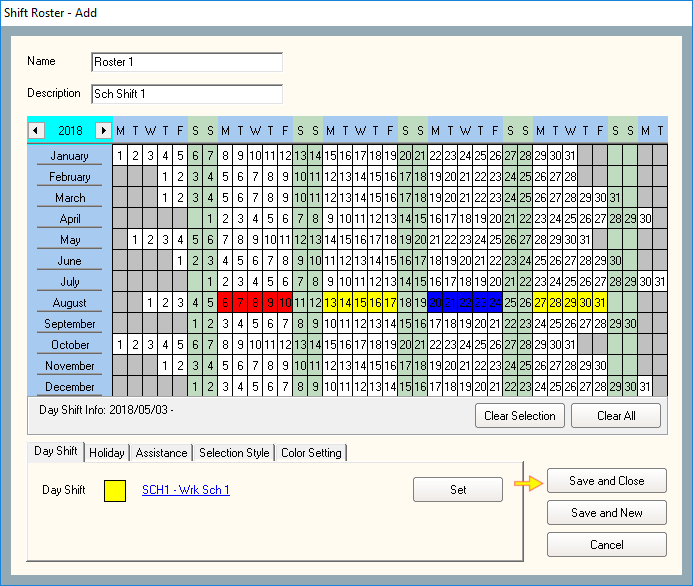 Shift Roster - Add
Name Roster 1
Description Sch Shift 1
2018 M T W T F S S M T W T F S S M T W T F S S M T W T F S S M T W T F S S M T
January 1 2 3 4 5 6 7 8 9 10 11 12 13 14 15 16 17 18 19 20 21 22 23 24 25 26 27 28 29 30 31
February 1 2 3 4 5 6 7 8 9 10 11 12 13 14 15 16 17 18 19 20 21 22 23 24 25 26 27 28
March 1 2 3 4 5 6 7 8 9 10 11 12 13 14 15 16 17 18 19 20 21 22 23 24 25 26 27 28 29 30 31
April 1 2 3 4 5 6 7 8 9 10 11 12 13 14 15 16 17 18 19 20 21 22 23 24 25 26 27 28 29 30
May 1 2 3 4 5 6 7 8 9 10 11 12 13 14 15 16 17 18 19 20 21 22 23 24 25 26 27 28 29 30 31
June 1 2 3 4 5 6 7 8 9 10 11 12 13 14 15 16 17 18 19 20 21 22 23 24 25 26 27 28 29 30
July 1 2 3 4 5 6 7 8 9 10 11 12 13 14 15 16 17 18 19 20 21 22 23 24 25 26 27 28 29 30 31
August 1 2 3 4 5 6 7 8 9 10 11 12 13 14 15 16 17 18 19 20 21 22 23 24 25 26 27 28 29 30 31
September 1 2 3 4 5 6 7 8 9 10 11 12 13 14 15 16 17 18 19 20 21 22 23 24 25 26 27 28 29 30
October 1 2 3 4 5 6 7 8 9 10 11 12 13 14 15 16 17 18 19 20 21 22 23 24 25 26 27 28 29 30 31
November 1 2 3 4 5 6 7 8 9 10 11 12 13 14 15 16 17 18 19 20 21 22 23 24 25 26 27 28 29 30
December 1 2 3 4 5 6 7 8 9 10 11 12 13 14 15 16 17 18 19 20 21 22 23 24 25 26 27 28 29 30 31
Day Shift Info: 2018/05/03 -
Clear Selection Clear All
Day Shift Holiday Assistance Selection Style Color Setting
Day Shift SCH1 - Wrk Sch 1 Set
Save and Close
Save and New
Cancel